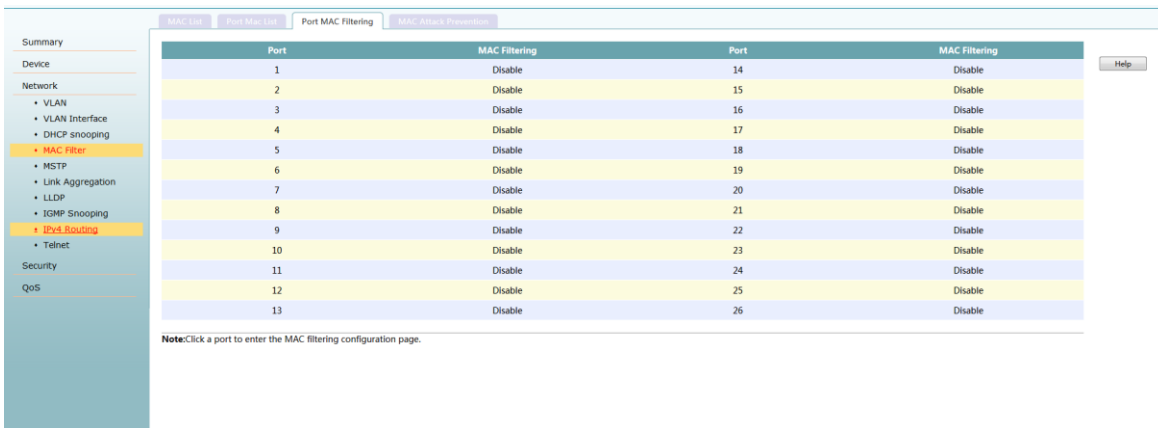 MAC List Port Mac List Port MAC Filtering MAC Attack Prevention
Summary
Device
Network
• VLAN
• VLAN Interface
• DHCP snooping
• MAC Filter
• MSTP
• Link Aggregation
• LLDP
• IGMP Snooping
• IPv4 Routing
• Telnet
Security
QoS
Port MAC Filtering Port MAC Filtering
1 Disable 14 Disable
2 Disable 15 Disable
3 Disable 16 Disable
4 Disable 17 Disable
5 Disable 18 Disable
6 Disable 19 Disable
7 Disable 20 Disable
8 Disable 21 Disable
9 Disable 22 Disable
10 Disable 23 Disable
11 Disable 24 Disable
12 Disable 25 Disable
13 Disable 26 Disable
Note:Click a port to enter the MAC filtering configuration page.
Help